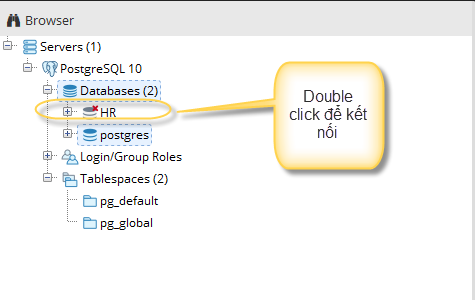 Browser
Servers (1)
PostgreSQL 10
Databases (2)
HR
postgres
Login/Group Roles
Tablespaces (2)
pg_default
pg_global
Double
click để kết
nối